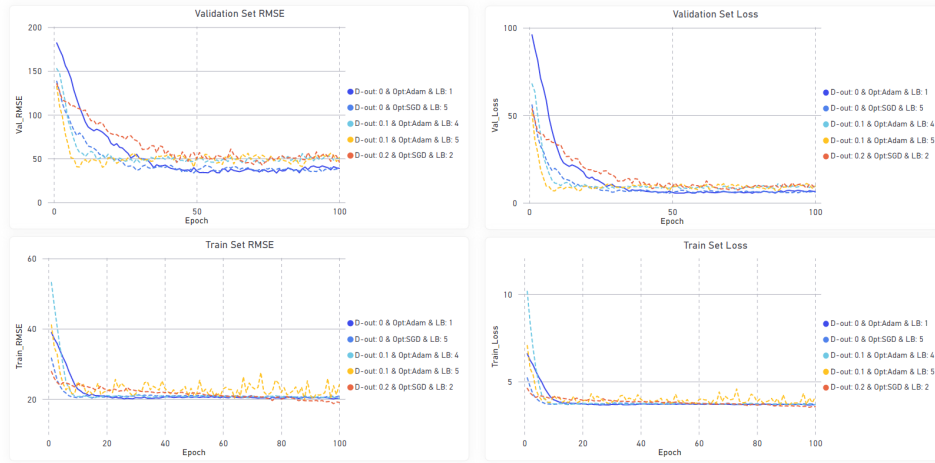 Validation Set RMSE
200
150
100
50
0
Val_RMSE
0
50
100
Epoch
D-out: 0 & Opt:Adam & LB: 1
D-out: 0 & Opt:SGD & LB: 5
D-out: 0.1 & Opt:Adam & LB: 4
D-out: 0.1 & Opt:Adam & LB: 5
D-out: 0.2 & Opt:SGD & LB: 2
Validation Set Loss
100
50
0
Val_Loss
0
50
100
Epoch
D-out: 0 & Opt:Adam & LB: 1
D-out: 0 & Opt:SGD & LB: 5
D-out: 0.1 & Opt:Adam & LB: 4
D-out: 0.1 & Opt:Adam & LB: 5
D-out: 0.2 & Opt:SGD & LB: 2
Train Set RMSE
60
40
20
Train_RMSE
0
20
40
60
80
100
Epoch
D-out: 0 & Opt:Adam & LB: 1
D-out: 0 & Opt:SGD & LB: 5
D-out: 0.1 & Opt:Adam & LB: 4
D-out: 0.1 & Opt:Adam & LB: 5
D-out: 0.2 & Opt:SGD & LB: 2
Train Set Loss
10
5
Train_Loss
0
20
40
60
80
100
Epoch
D-out: 0 & Opt:Adam & LB: 1
D-out: 0 & Opt:SGD & LB: 5
D-out: 0.1 & Opt:Adam & LB: 4
D-out: 0.1 & Opt:Adam & LB: 5
D-out: 0.2 & Opt:SGD & LB: 2